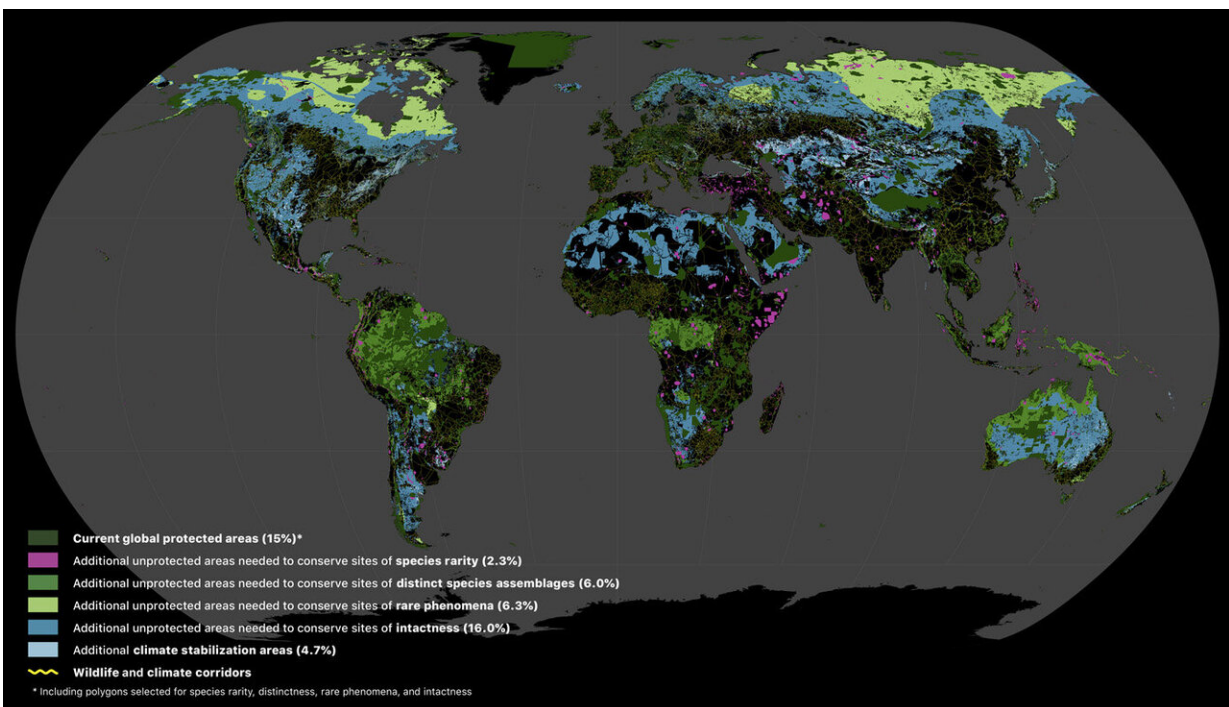 Current global protected areas (15%)*
Additional unprotected areas needed to conserve sites of species rarity (2.3%)
Additional unprotected areas needed to conserve sites of distinct species assemblages (6.0%)
Additional unprotected areas needed to conserve sites of rare phenomena (6.3%)
Additional unprotected areas needed to conserve sites of intactness (16.0%)
Additional climate stabilization areas (4.7%)
Wildlife and climate corridors
* Including polygons selected for species rarity, distinctness, rare phenomena, and intactness